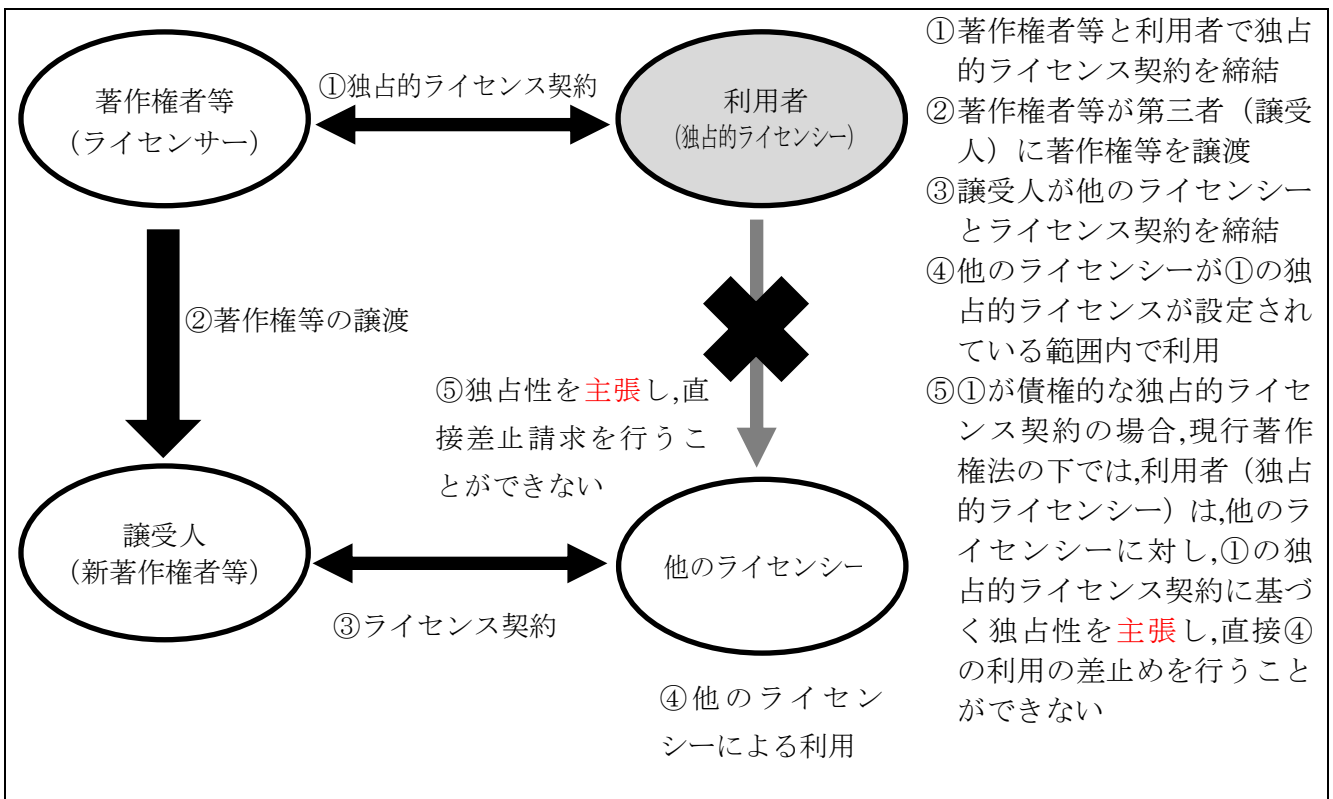 ①独占的ライセンス契約
著作権者等
(ライセンサー)
利用者
(独占的ライセンシー)
②著作権等の譲渡
⑤独占性を主張し,直
接差止請求を行うこ
とができない
譲受人
(新著作権者等)
他のライセンシー
③ライセンス契約
④他のライセン
シーによる利用
①著作権者等と利用者で独占
的ライセンス契約を締結
②著作権者等が第三者（譲受
人）に著作権等を譲渡
③譲受人が他のライセンシー
とライセンス契約を締結
④他のライセンシーが①の独
占的ライセンスが設定され
ている範囲内で利用
⑤①が債権的な独占的ライセ
ンス契約の場合,現行著作
権法の下では,利用者（独占
的ライセンシー）は,他のラ
イセンシーに対し,①の独
占的ライセンス契約に基づ
く独占性を主張し,直接④
の利用の差止めを行うこと
ができない